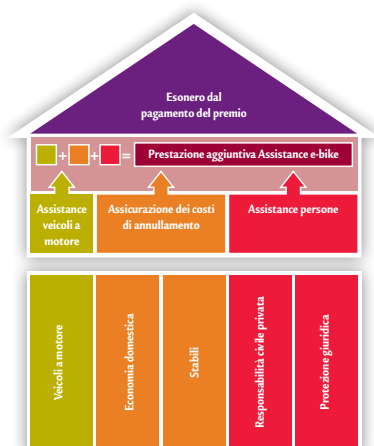 Esonero dal
pagamento del premio
+ + = Prestazione aggiuntiva Assistance e-bike
Assistance
veicoli a
motore
Assicurazione dei costi
di annullamento
Assistance persone
Veicoli a motore
Economia domestica
Stabili
Responsabilità civile privata
Protezione giuridica